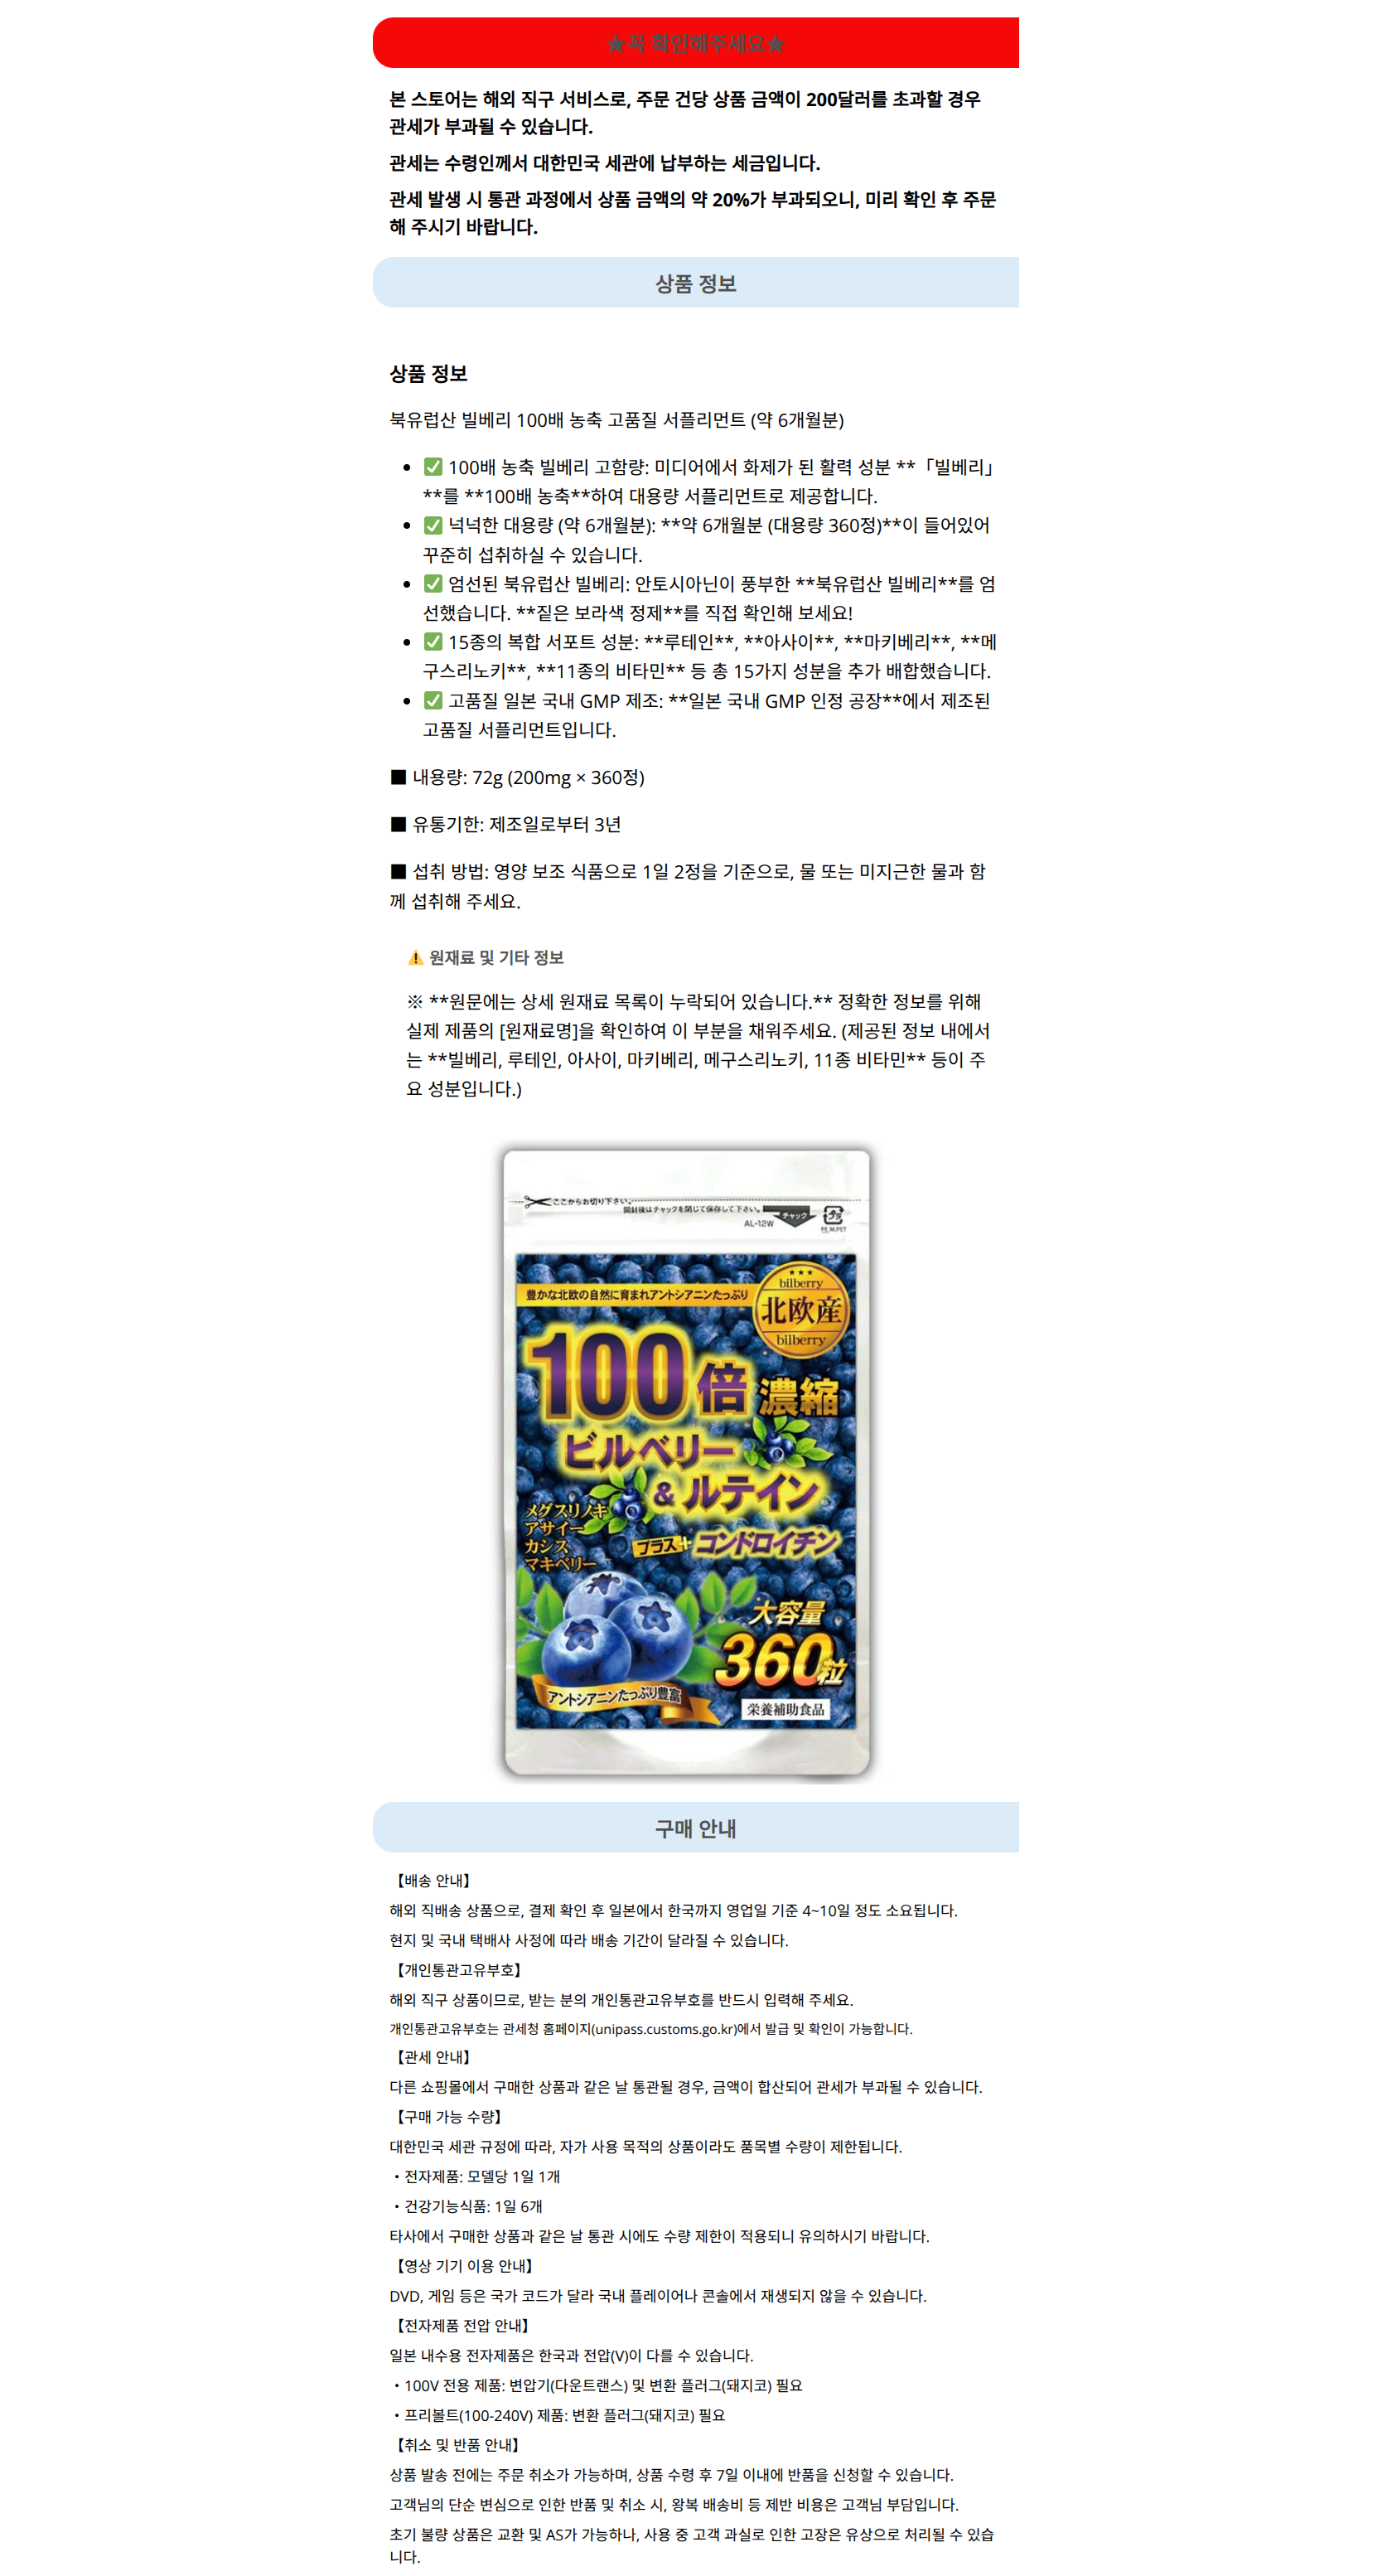 ★꼭 확인해주세요★
본 스토어는 해외 직구 서비스로, 주문 건당 상품 금액이 200달러를 초과할 경우
관세가 부과될 수 있습니다.
관세는 수령인께서 대한민국 세관에 납부하는 세금입니다.
관세 발생 시 통관 과정에서 상품 금액의 약 20%가 부과되오니, 미리 확인 후 주문
해 주시기 바랍니다.
상품 정보
상품 정보
북유럽산 빌베리 100배 농축 고품질 서플리먼트 (약 6개월분)
• ✅ 100배 농축 빌베리 고함량: 미디어에서 화제가 된 활력 성분 **「빌베리」
**를 **100배 농축**하여 대용량 서플리먼트로 제공합니다.
• ✅ 넉넉한 대용량 (약 6개월분): **약 6개월분 (대용량 360정)**이 들어있어
꾸준히 섭취하실 수 있습니다.
• ✅ 엄선된 북유럽산 빌베리: 안토시아닌이 풍부한 **북유럽산 빌베리**를 엄
선했습니다. **짙은 보라색 정제**를 직접 확인해 보세요!
• ✅ 15종의 복합 서포트 성분: **루테인**, **아사이**, **마키베리**, **메
구스리노키**, **11종의 비타민** 등 총 15가지 성분을 추가 배합했습니다.
• ✅ 고품질 일본 국내 GMP 제조: **일본 국내 GMP 인정 공장**에서 제조된
고품질 서플리먼트입니다.
■ 내용량: 72g (200mg × 360정)
■ 유통기한: 제조일로부터 3년
■ 섭취 방법: 영양 보조 식품으로 1일 2정을 기준으로, 물 또는 미지근한 물과 함
께 섭취해 주세요.
⚠️ 원재료 및 기타 정보
※ **원문에는 상세 원재료 목록이 누락되어 있습니다.** 정확한 정보를 위해
실제 제품의 [원재료명]을 확인하여 이 부분을 채워주세요. (제공된 정보 내에서
는 **빌베리, 루테인, 아사이, 마키베리, 메구스리노키, 11종 비타민** 등이 주
요 성분입니다.)
ここからお切り下さい。
開封後はチャックを閉じて保存して下さい。
チャック
AL-12W
プラ
PE,M,PET
bilberry
北欧産
bilberry
豊かな北欧の自然に育まれアントシアニンたっぷり
100倍 濃縮
ビルベリー
&ルテイン
メグスリノキ
アサイー
カシス
マキベリー
プラス+コンドロイチン
大容量
360粒
アントシアニンたっぷり豊富
栄養補助食品
구매 안내
【배송 안내】
해외 직배송 상품으로, 결제 확인 후 일본에서 한국까지 영업일 기준 4~10일 정도 소요됩니다.
현지 및 국내 택배사 사정에 따라 배송 기간이 달라질 수 있습니다.
【개인통관고유부호】
해외 직구 상품이므로, 받는 분의 개인통관고유부호를 반드시 입력해 주세요.
개인통관고유부호는 관세청 홈페이지(unipass.customs.go.kr)에서 발급 및 확인이 가능합니다.
【관세 안내】
다른 쇼핑몰에서 구매한 상품과 같은 날 통관될 경우, 금액이 합산되어 관세가 부과될 수 있습니다.
【구매 가능 수량】
대한민국 세관 규정에 따라, 자가 사용 목적의 상품이라도 품목별 수량이 제한됩니다.
・전자제품: 모델당 1일 1개
・건강기능식품: 1일 6개
타사에서 구매한 상품과 같은 날 통관 시에도 수량 제한이 적용되니 유의하시기 바랍니다.
【영상 기기 이용 안내】
DVD, 게임 등은 국가 코드가 달라 국내 플레이어나 콘솔에서 재생되지 않을 수 있습니다.
【전자제품 전압 안내】
일본 내수용 전자제품은 한국과 전압(V)이 다를 수 있습니다.
・100V 전용 제품: 변압기(다운트랜스) 및 변환 플러그(돼지코) 필요
・프리볼트(100-240V) 제품: 변환 플러그(돼지코) 필요
【취소 및 반품 안내】
상품 발송 전에는 주문 취소가 가능하며, 상품 수령 후 7일 이내에 반품을 신청할 수 있습니다.
고객님의 단순 변심으로 인한 반품 및 취소 시, 왕복 배송비 등 제반 비용은 고객님 부담입니다.
초기 불량 상품은 교환 및 AS가 가능하나, 사용 중 고객 과실로 인한 고장은 유상으로 처리될 수 있습
니다.